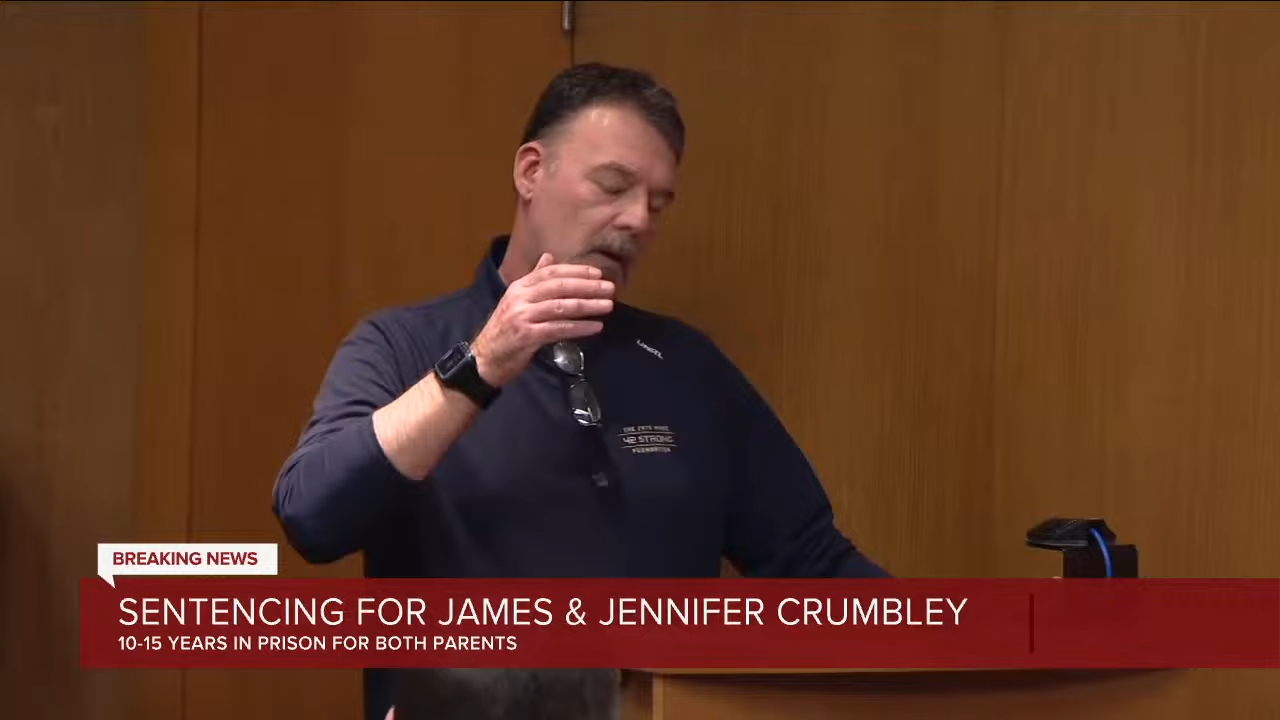 42 STRONG
BREAKING NEWS
SENTENCING FOR JAMES & JENNIFER CRUMBLEY
10-15 YEARS IN PRISON FOR BOTH PARENTS